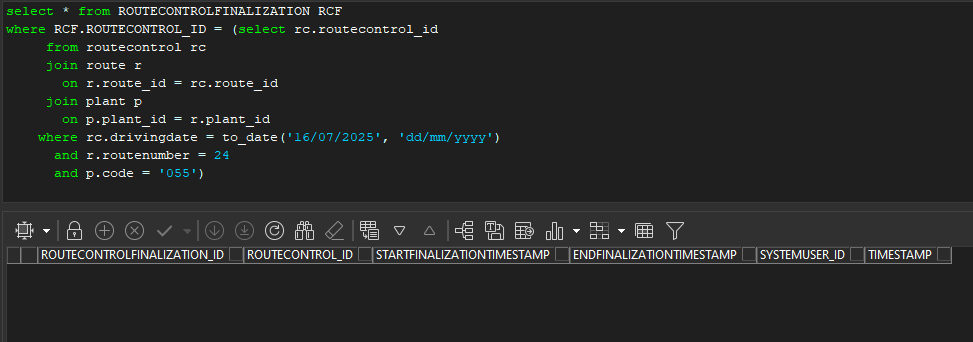 select * from ROUTECONTROLFINALIZATION RCF
where RCF.ROUTECONTROL_ID = (select rc.routecontrol_id
from routecontrol rc
join route r
on r.route_id = rc.route_id
join plant p
on p.plant_id = r.plant_id
where rc.drivingdate = to_date('16/07/2025', 'dd/mm/yyyy')
and r.routenumber = 24
and p.code = '055')
ROUTECONTROLFINALIZATION_ID ROUTECONTROL_ID STARTFINALIZATIONTIMESTAMP ENDFINALIZATIONTIMESTAMP SYSTEMUSER_ID TIMESTAMP